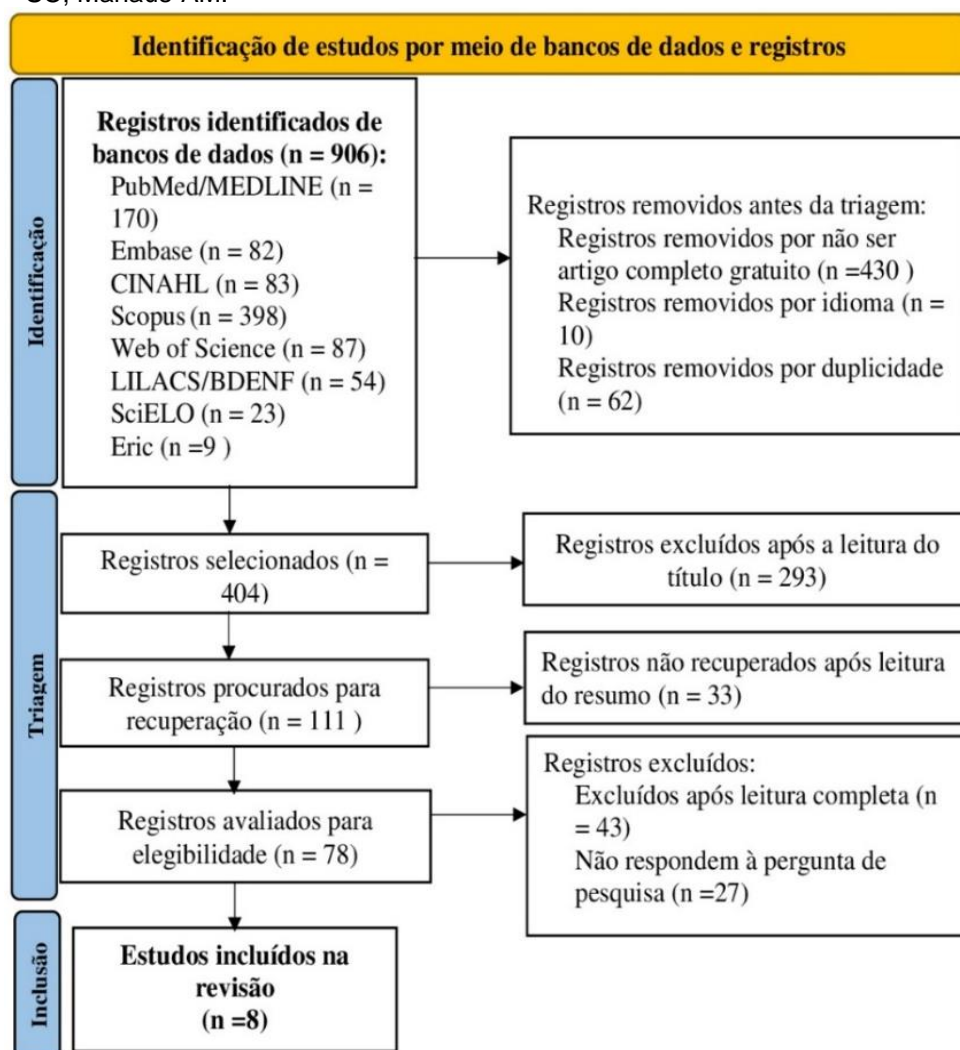 CS, Manaus-AM.
Identificação de estudos por meio de bancos de dados e registros
Identificação
Registros identificados de
bancos de dados (n = 906):
PubMed/MEDLINE (n =
170)
Embase (n = 82)
CINAHL (n = 83)
Scopus (n = 398)
Web of Science (n = 87)
LILACS/BDENF (n = 54)
SciELO (n = 23)
Eric (n =9 )
Registros removidos antes da triagem:
Registros removidos por não ser
artigo completo gratuito (n =430 )
Registros removidos por idioma (n =
10)
Registros removidos por duplicidade
(n = 62)
Triagem
Registros selecionados (n =
404)
Registros excluídos após a leitura do
título (n = 293)
Registros procurados para
recuperação (n = 111 )
Registros não recuperados após leitura
do resumo (n = 33)
Registros avaliados para
elegibilidade (n = 78)
Registros excluídos:
Excluídos após leitura completa (n
= 43)
Não respondem à pergunta de
pesquisa (n =27)
Inclusão
Estudos incluídos na
revisão
(n =8)